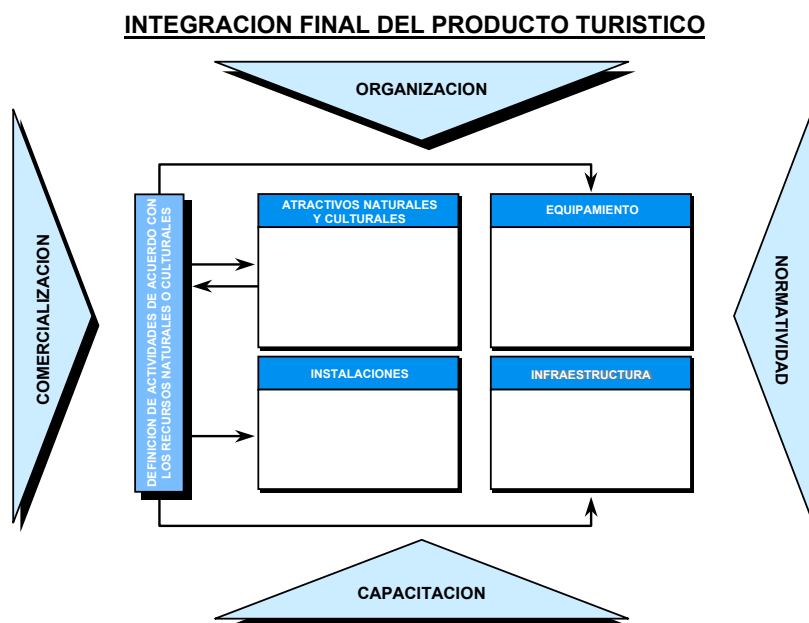 INTEGRACION FINAL DEL PRODUCTO TURISTICO
ORGANIZACION
COMERCIALIZACION
DEFINICION DE ACTIVIDADES DE ACUERDO CON
LOS RECURSOS NATURALES O CULTURALES
ATRACTIVOS NATURALES
Y CULTURALES
EQUIPAMIENTO
INSTALACIONES
INFRAESTRUCTURA
NORMATIVIDAD
CAPACITACION